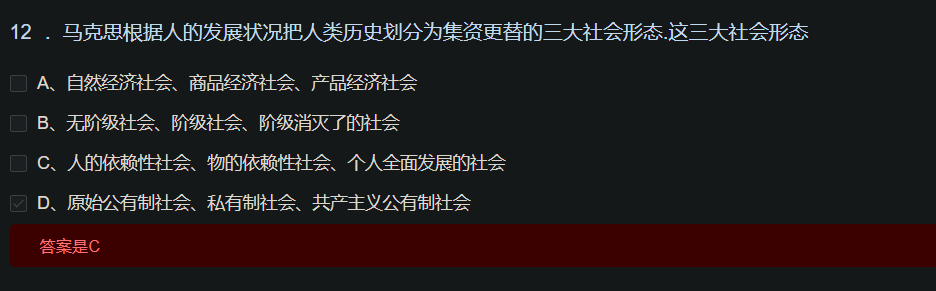 12 ．马克思根据人的发展状况把人类历史划分为集资更替的三大社会形态.这三大社会形态
A、自然经济社会、商品经济社会、产品经济社会
B、无阶级社会、阶级社会、阶级消灭了的社会
C、人的依赖性社会、物的依赖性社会、个人全面发展的社会
D、原始公有制社会、私有制社会、共产主义公有制社会
答案是C